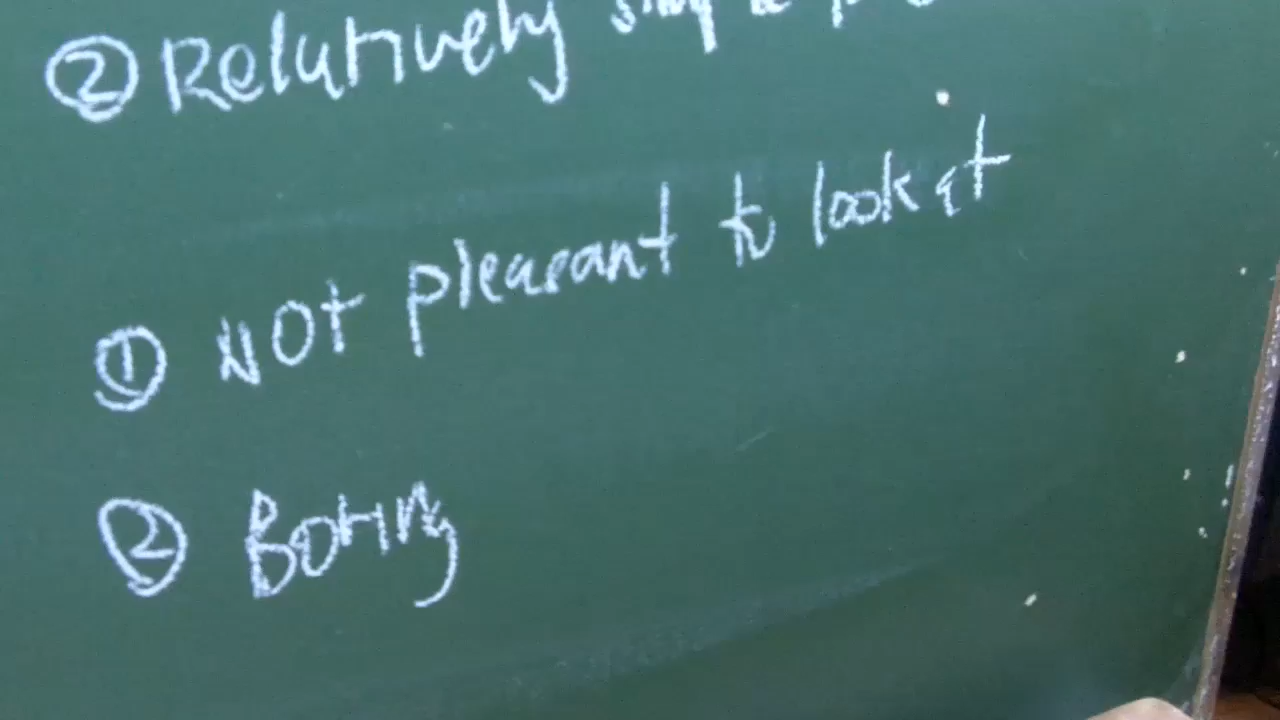 ② Relatively
① Not pleasant to look at
② Boring